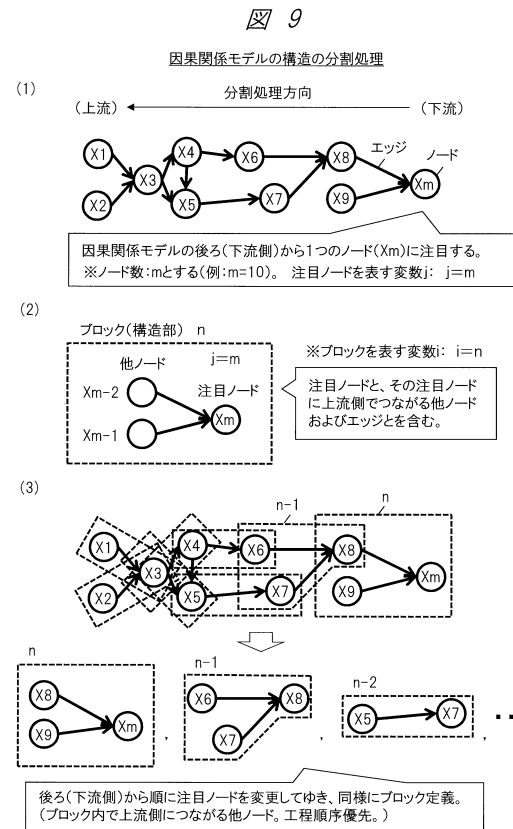 図 9
因果関係モデルの構造の分割処理
(1)
分割処理方向
(上流)
(下流)
X1
X4
X6
X8
エッジ
ノード
X3
Xm
X2
X5
X7
X9
因果関係モデルの後ろ(下流側)から1つのノード(Xm)に注目する。
※ノード数:mとする(例:m=10)。 注目ノードを表す変数j: j=m
(2)
ブロック(構造部) n
他ノード
j=m
※ブロックを表す変数i: i=n
Xm-2
注目ノード
Xm
Xm-1
注目ノードと、その注目ノード
に上流側でつながる他ノード
およびエッジとを含む。
(3)
n-1
n
X1
X4
X6
X8
X3
Xm
X2
X5
X7
X9
n
n-1
n-2
X8
X9
Xm
,
X6
X8
X7
,
X5
X7
,
・・
後ろ(下流側)から順に注目ノードを変更してゆき、同様にブロック定義。
(ブロック内で上流側につながる他ノード。工程順序優先。)